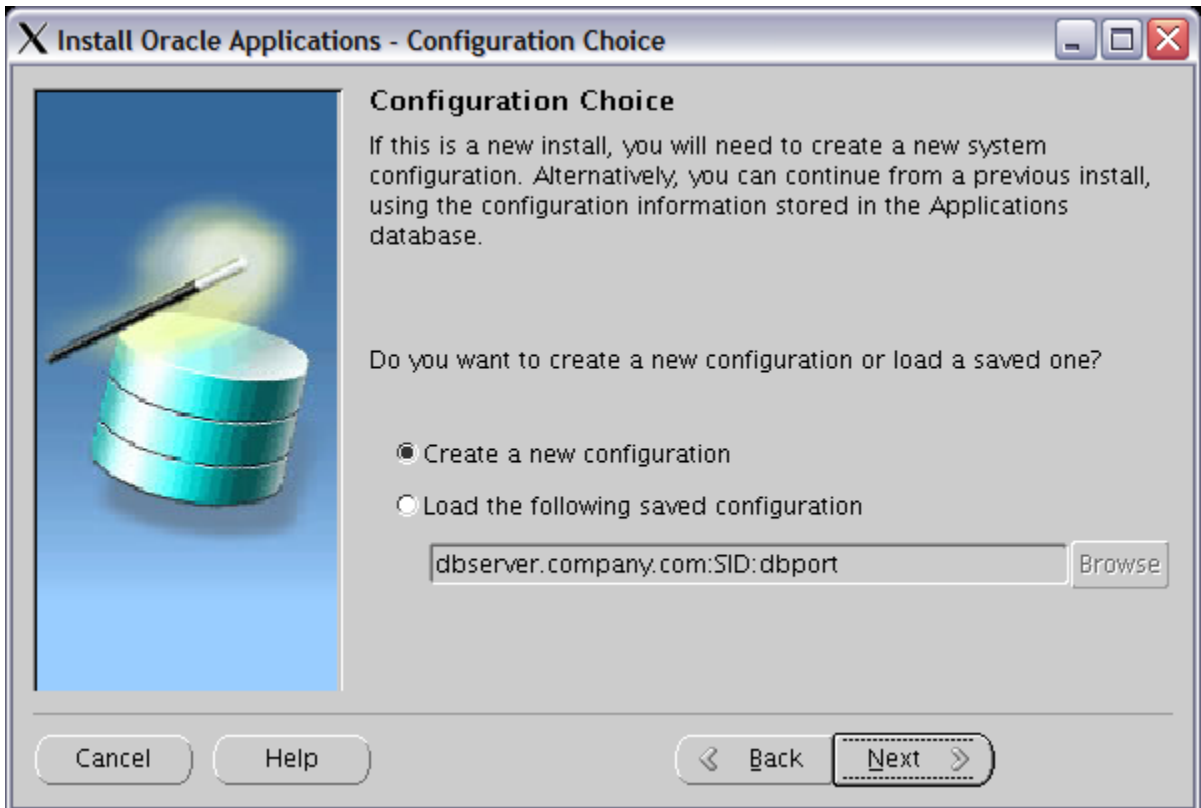 X Install Oracle Applications - Configuration Choice
Configuration Choice
If this is a new install, you will need to create a new system
configuration. Alternatively, you can continue from a previous install,
using the configuration information stored in the Applications
database.
Do you want to create a new configuration or load a saved one?
Create a new configuration
Load the following saved configuration
dbserver.company.com:SID:dbport
Browse
Cancel
Help
Back
Next